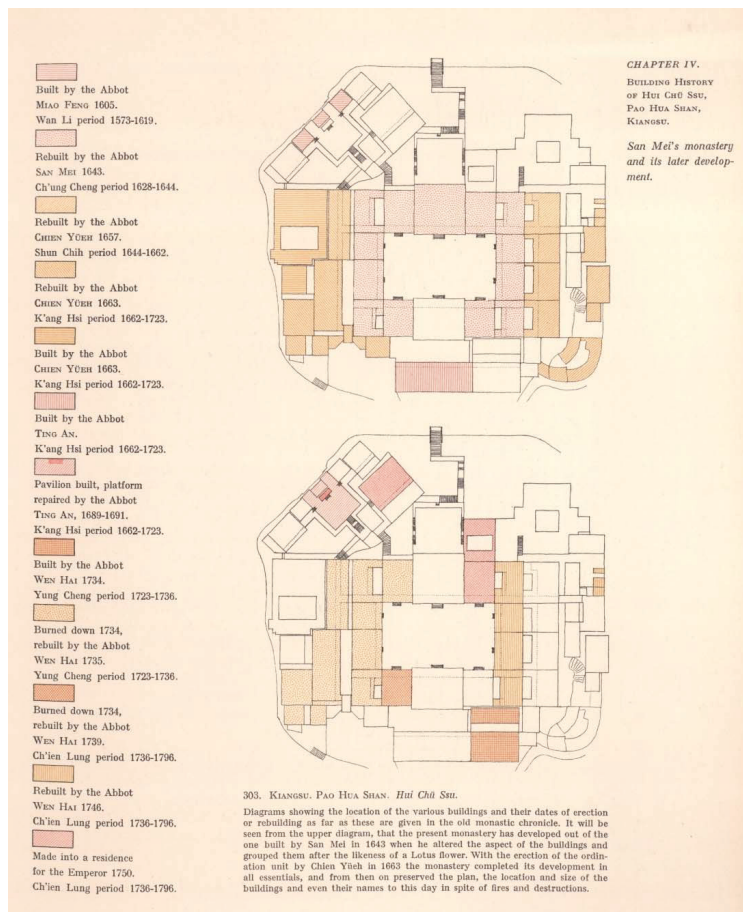 Built by the Abbot
MIAO FENG 1605.
Wan Li period 1573-1619.
Rebuilt by the Abbot
SAN MEI 1643.
Ch'ung Cheng period 1628-1644.
Rebuilt by the Abbot
CHIEN YÜEH 1657.
Shun Chih period 1644-1662.
Rebuilt by the Abbot
CHIEN YÜEH 1663.
K'ang Hsi period 1662-1723.
Built by the Abbot
CHIEN YÜEH 1663.
K'ang Hsi period 1662-1723.
Built by the Abbot
TING AN.
K'ang Hsi period 1662-1723.
Pavilion built, platform
repaired by the Abbot
TING AN, 1689-1691.
K'ang Hsi period 1662-1723.
Built by the Abbot
WEN HAI 1734.
Yung Cheng period 1723-1736.
Burned down 1734,
rebuilt by the Abbot
WEN HAI 1735.
Yung Cheng period 1723-1736.
Burned down 1734,
rebuilt by the Abbot
WEN HAI 1739.
Ch'ien Lung period 1736-1796.
Rebuilt by the Abbot
WEN HAI 1746.
Ch'ien Lung period 1736-1796.
Made into a residence
for the Emperor 1750.
Ch'ien Lung period 1736-1796.
CHAPTER IV.
BUILDING HISTORY
OF HUI CHÜ SSU,
PAO HUA SHAN,
KIANGSU.
San Mei's monastery
and its later develop-
ment.
303. KIANGSU. PAO HUA SHAN. Hui Chü Ssu.
Diagrams showing the location of the various buildings and their dates of erection
or rebuilding as far as these are given in the old monastic chronicle. It will be
seen from the upper diagram, that the present monastery has developed out of the
one built by San Mei in 1643 when he altered the aspect of the buildings and
grouped them after the likeness of a Lotus flower. With the erection of the ordin-
ation unit by Chien Yüeh in 1663 the monastery completed its development in
all essentials, and from then on preserved the plan, the location and size of the
buildings and even their names to this day in spite of fires and destructions.